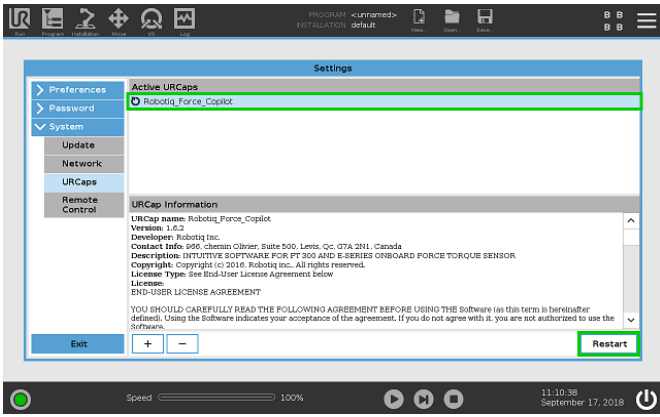 PROGRAM <unnamed>
INSTALLATION default
B B
B B
Run Program Installation Move I/O Log New... Open... Save...
Settings
Preferences
Password
System
Update
Network
URCaps
Remote
Control
Exit
Active URCaps
Robotiq_Force_Copilot
URCap Information
URCap name: Robotiq_Force_Copilot
Version: 1.6.2
Developer: Robotiq Inc.
Contact Info: 966, chemin Olivier, Suite 500, Levis, Qc, G7A 2N1, Canada
Description: INTUITIVE SOFTWARE FOR FT 300 AND E-SERIES ONBOARD FORCE TORQUE SENSOR
Copyright: Copyright (c) 2016, Robotiq inc.. All rights reserved.
License Type: See End-User License Agreement below
License:
END-USER LICENSE AGREEMENT
YOU SHOULD CAREFULLY READ THE FOLLOWING AGREEMENT BEFORE USING THE Software (as this term is hereinafter
defined). Using the Software indicates your acceptance of the agreement. If you do not agree with it, you are not authorized to use the
Software.
+ −
Restart
Speed 100%
11:10:38
September 17, 2018